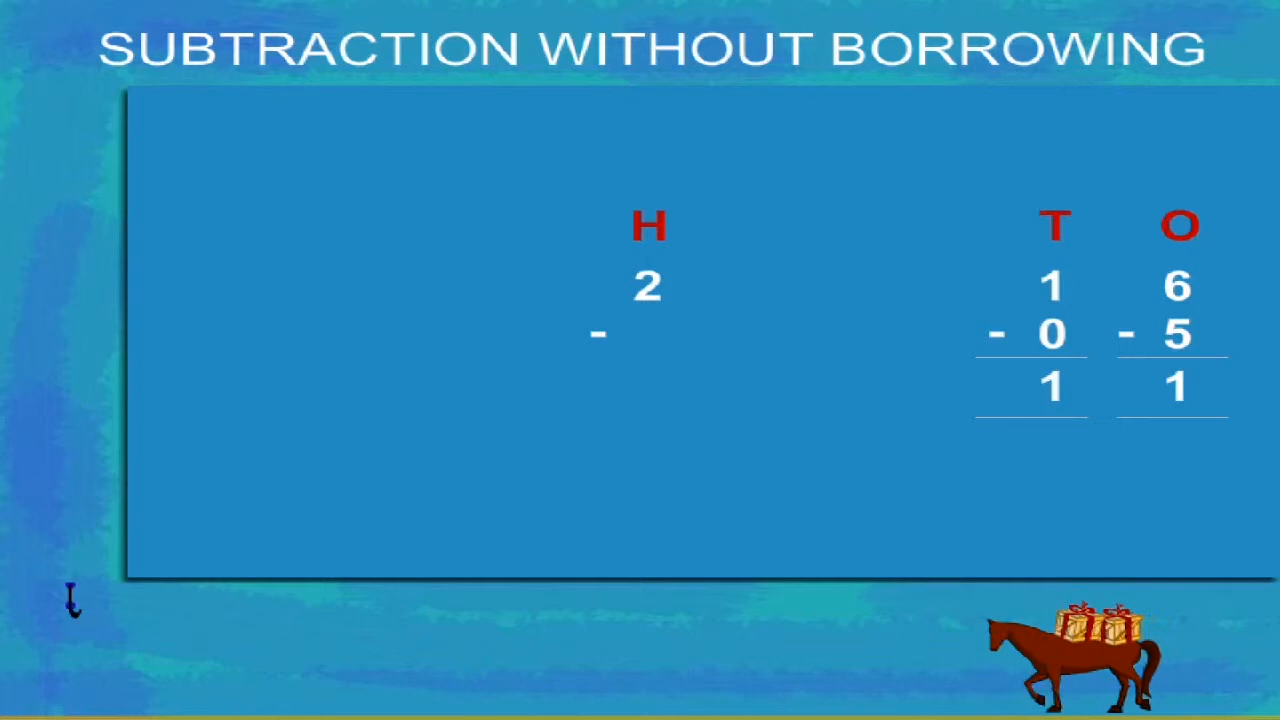 SUBTRACTION WITHOUT BORROWING
H T O
2 1 6
- - 0 - 5
1 1